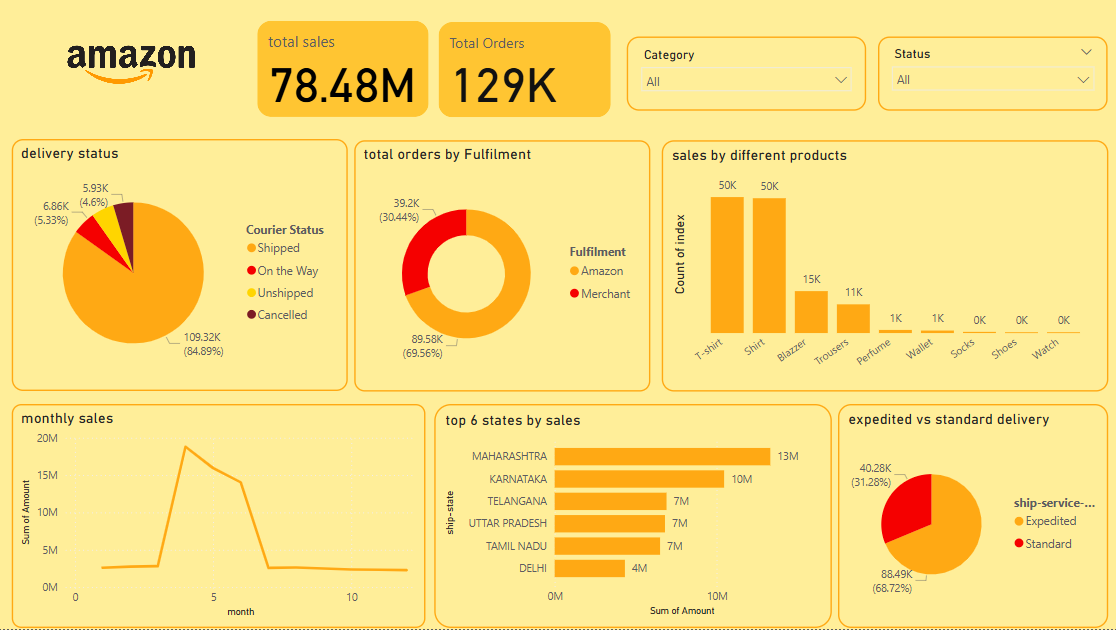 amazon
total sales
78.48M
Total Orders
129K
Category
All
Status
All
delivery status
5.93K
(4.6%)
6.86K
(5.33%)
109.32K
(84.89%)
Courier Status
Shipped
On the Way
Unshipped
Cancelled
total orders by Fulfilment
39.2K
(30.44%)
89.58K
(69.56%)
Fulfilment
Amazon
Merchant
sales by different products
Count of index
50K
50K
15K
11K
1K
1K
0K
0K
0K
T-shirt
Shirt
Blazzer
Trousers
Perfume
Wallet
Socks
Shoes
Watch
monthly sales
Sum of Amount
20M
15M
10M
5M
0M
0
5
10
month
top 6 states by sales
ship-state
MAHARASHTRA
13M
KARNATAKA
10M
TELANGANA
7M
UTTAR PRADESH
7M
TAMIL NADU
7M
DELHI
4M
0M
10M
Sum of Amount
expedited vs standard delivery
40.28K
(31.28%)
88.49K
(68.72%)
ship-service-...
Expedited
Standard